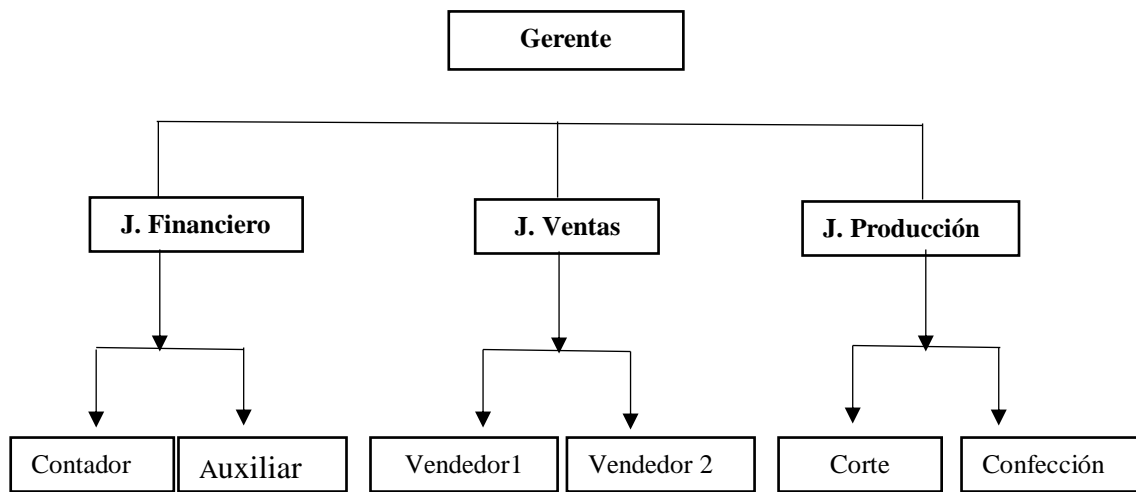 Gerente
J. Financiero
J. Ventas
J. Producción
Contador
Auxiliar
Vendedor1
Vendedor 2
Corte
Confección